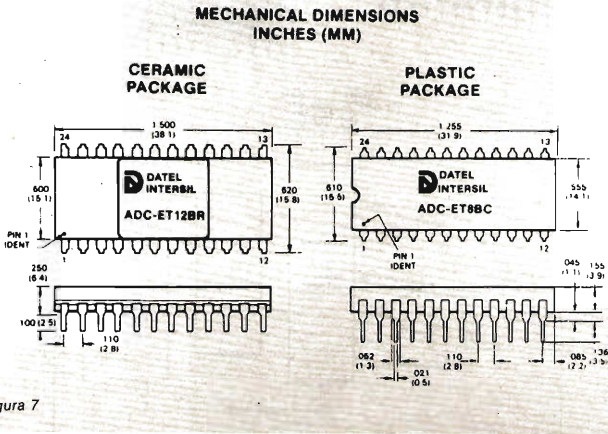 MECHANICAL DIMENSIONS
INCHES (MM)
CERAMIC
PACKAGE
PLASTIC
PACKAGE
1.500
(38.1)
24
13
600
(15.1)
620
(15.8)
DATEL
INTERSIL
ADC-ET12BR
PIN 1
IDENT
1
12
250
(6.4)
100 (2.5)
110
(2.8)
1.255
(31.9)
24
13
610
(15.5)
555
(14.1)
DATEL
INTERSIL
ADC-ET8BC
PIN 1
IDENT
1
12
045
(1.1)
155
(3.9)
052
(1.3)
110
(2.8)
021
(0.5)
085
(2.2)
136
(3.5)
gura 7